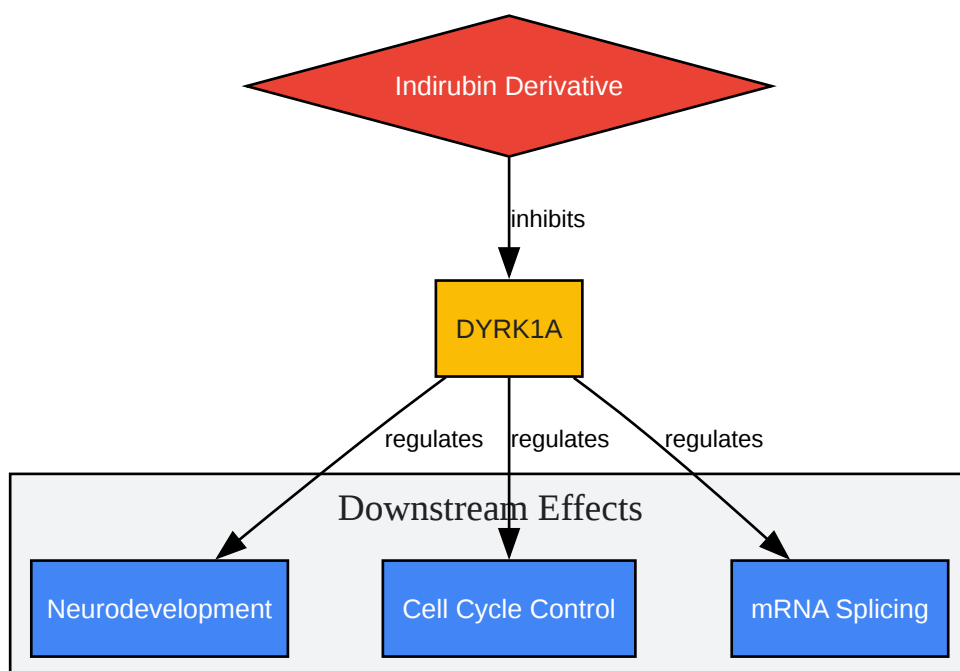 Indirubin Derivative
inhibits
DYRK1A
regulates
regulates
regulates
Downstream Effects
Neurodevelopment
Cell Cycle Control
mRNA Splicing